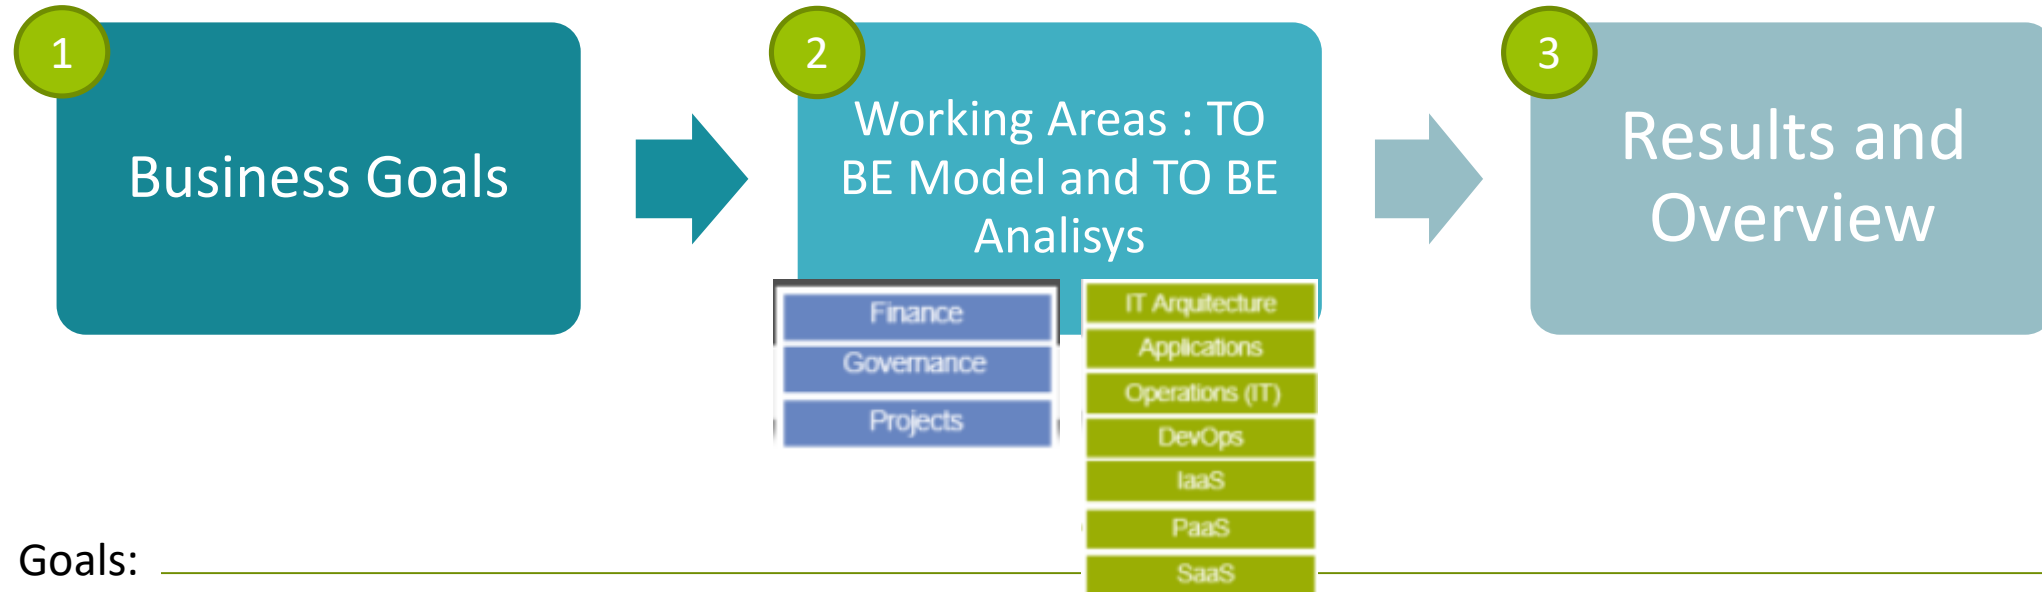 1
Business Goals
2
Working Areas : TO
BE Model and TO BE
Analisys
Finance
Governance
Projects
IT Arquitecture
Applications
Operations (IT)
DevOps
IaaS
PaaS
SaaS
3
Results and
Overview
Goals: